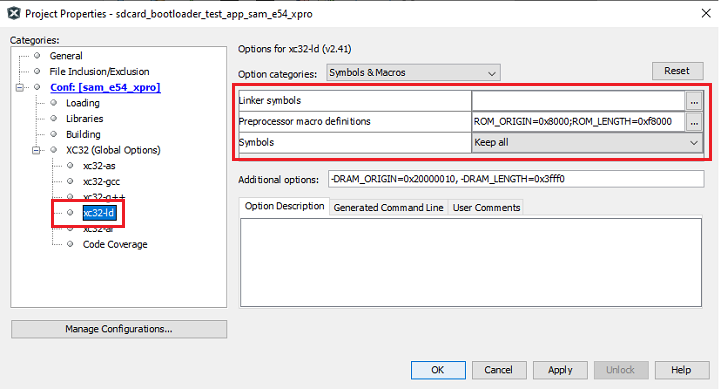 Project Properties - sdcard_bootloader_test_app_sam_e54_xpro
Categories:
General
File Inclusion/Exclusion
Conf: [sam_e54_xpro]
Loading
Libraries
Building
XC32 (Global Options)
xc32-as
xc32-gcc
xc32-g++
xc32-ld
xc32-ar
Code Coverage
Manage Configurations...
Options for xc32-ld (v2.41)
Option categories: Symbols & Macros Reset
Linker symbols ...
Preprocessor macro definitions ROM_ORIGIN=0x8000;ROM_LENGTH=0xf8000 ...
Symbols Keep all
Additional options: -DRAM_ORIGIN=0x20000010, -DRAM_LENGTH=0x3fff0
Option Description Generated Command Line User Comments
OK Cancel Apply Unlock Help